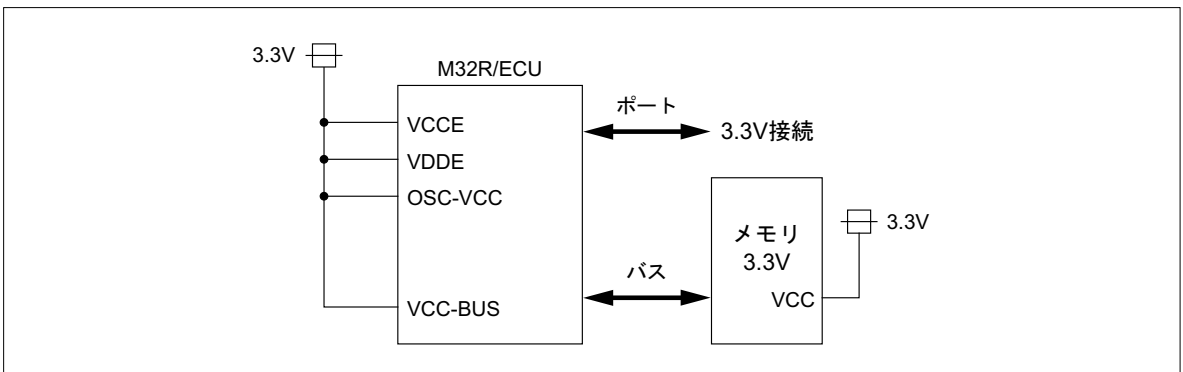 3.3V
M32R/ECU
VCCE
VDDE
OSC-VCC
VCC-BUS
ポート
3.3V接続
バス
メモリ
3.3V
VCC
3.3V